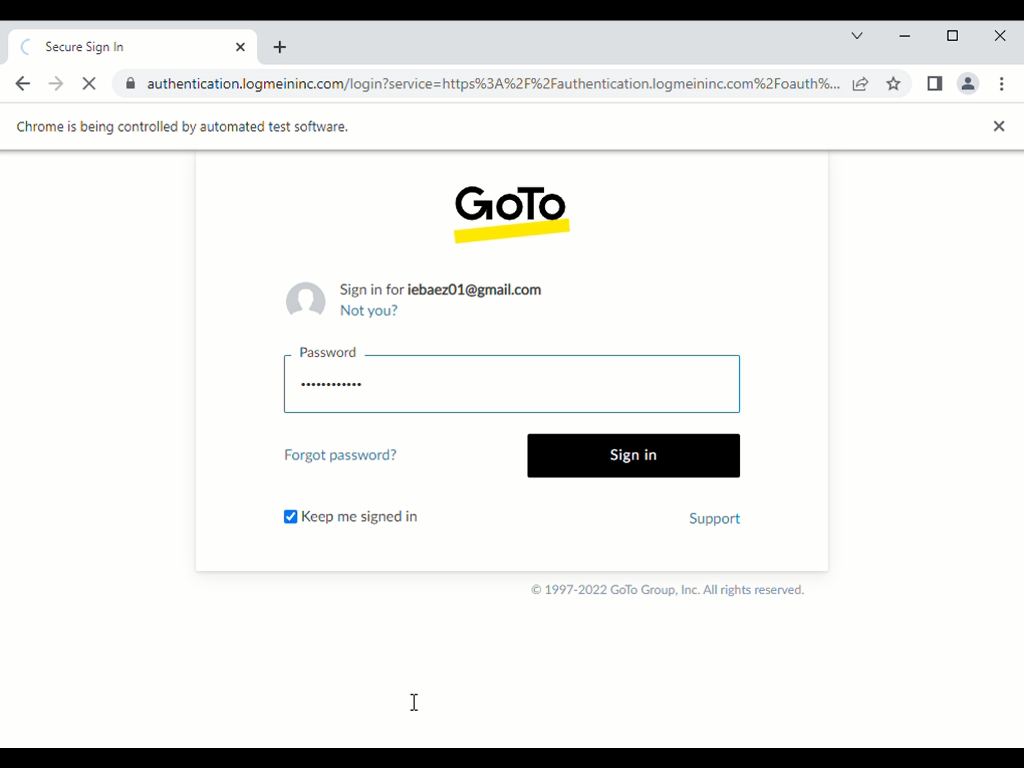 Secure Sign In
authentication.logmeininc.com/login?service=https%3A%2F%2Fauthentication.logmeininc.com%2Foauth%...
Chrome is being controlled by automated test software.
GoTo
Sign in for iebaez01@gmail.com
Not you?
Password
••••••••••••
Forgot password?
Sign in
Keep me signed in
Support
© 1997-2022 GoTo Group, Inc. All rights reserved.